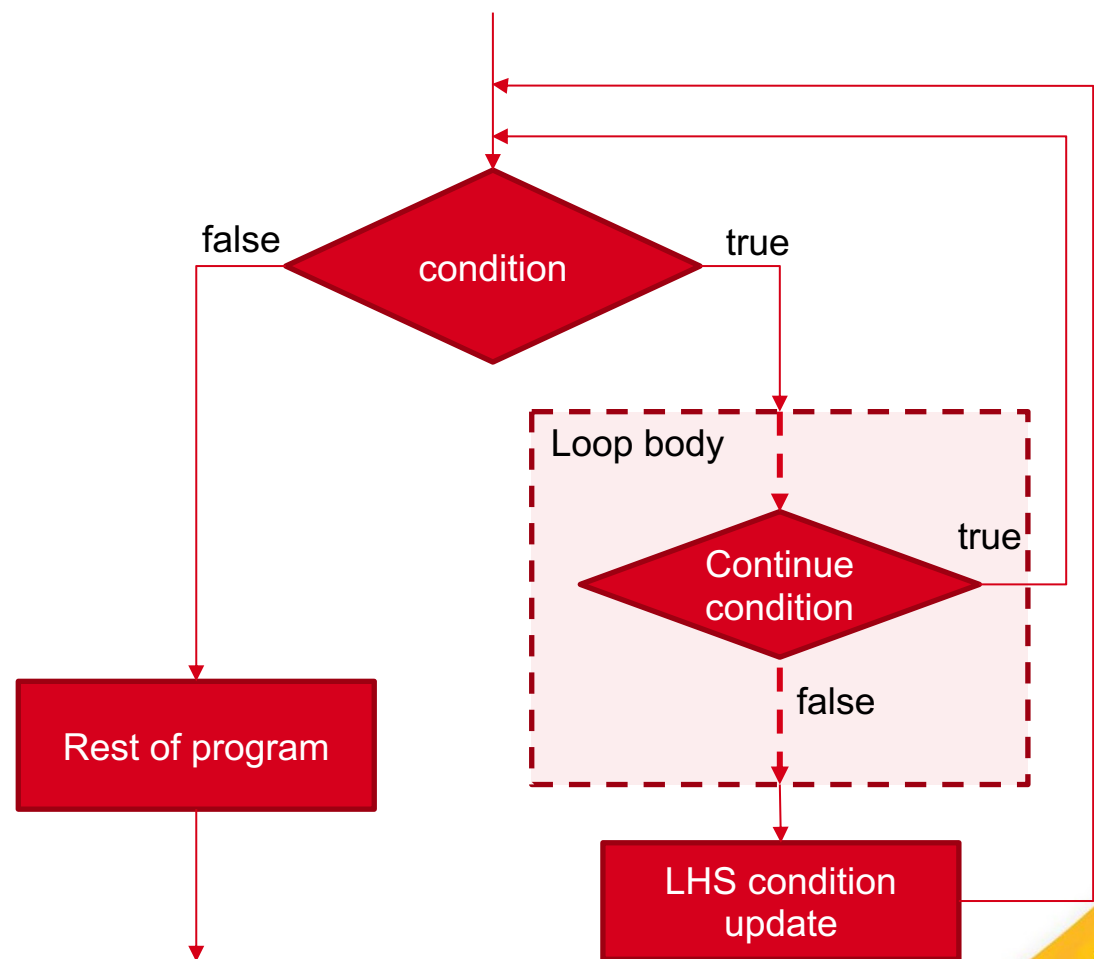 false
true
condition
Loop body
true
Continue
condition
false
Rest of program
LHS condition
update